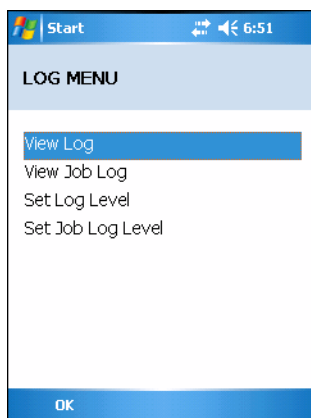 Start 6:51
LOG MENU
View Log
View Job Log
Set Log Level
Set Job Log Level
OK